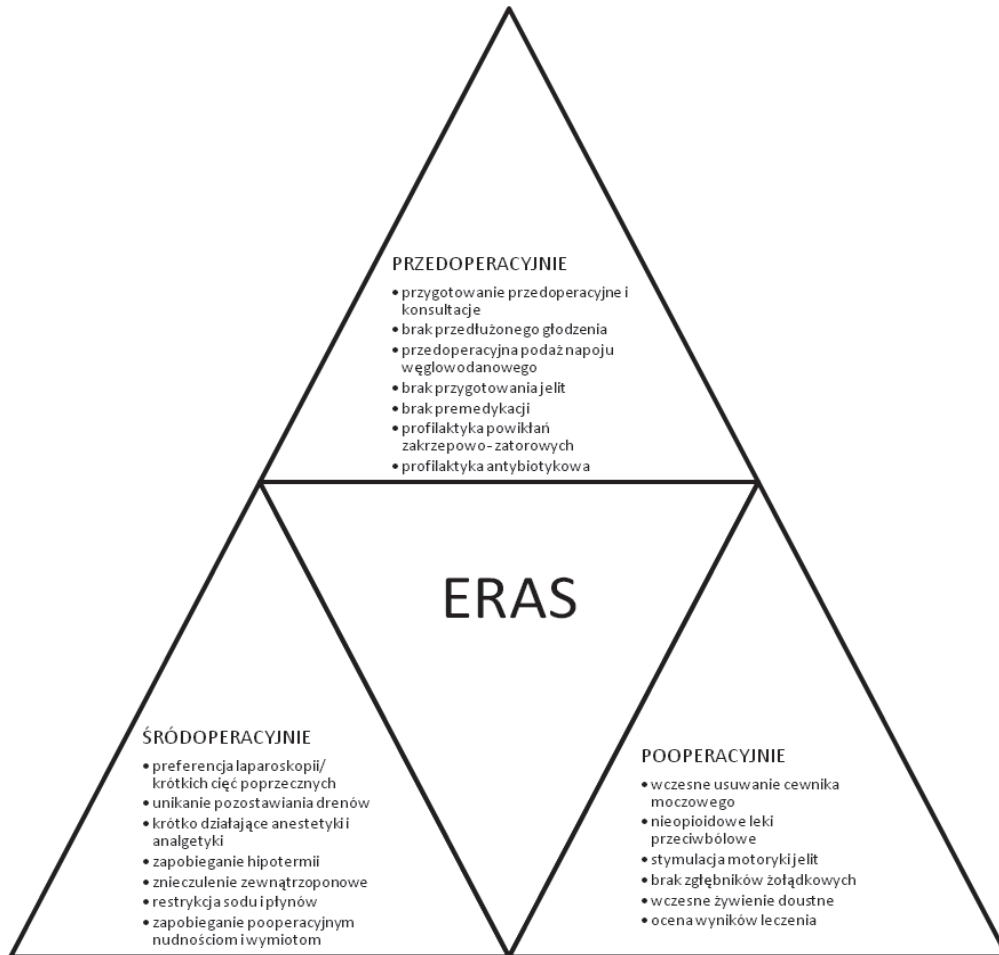 PRZEDOPERACYJNIE
• przygotowanie przedoperacyjne i
konsultacje
• brak przedłużonego głodzenia
• przedoperacyjna podaż napoju
węglowodanowego
• brak przygotowania jelit
• brak premedykacji
• profilaktyka powikłań
zakrzepowo- zatorowych
• profilaktyka antybiotykowa
ERAS
ŚRÓDOPERACYJNIE
• preferencja laparoskopii/
krótkich cięć poprzecznych
• unikanie pozostawiania drenów
• krótko działające anestetyki i
analgetyki
• zapobieganie hipotermii
• znieczulenie zewnątrzoponowe
• restrykcja sodu i płynów
• zapobieganie pooperacyjnym
nudnościom i wymiotom
POOPERACYJNIE
• wczesne usuwanie cewnika
moczowego
• nieopioidowe leki
przeciwbólowe
• stymulacja motoryki jelit
• brak zgłębników żołądkowych
• wczesne żywienie doustne
• ocena wyników leczenia